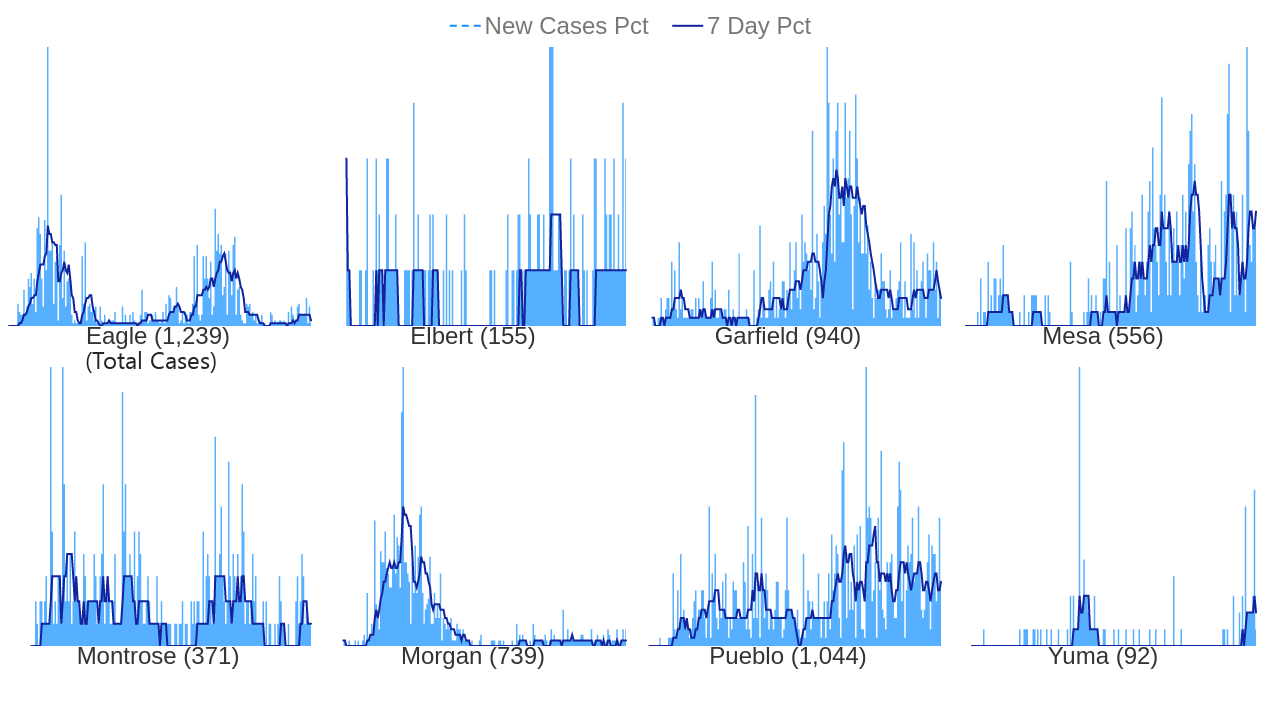 New Cases Pct 7 Day Pct
Eagle (1,239) Elbert (155) Garfield (940) Mesa (556)
(Total Cases)
Montrose (371) Morgan (739) Pueblo (1,044) Yuma (92)